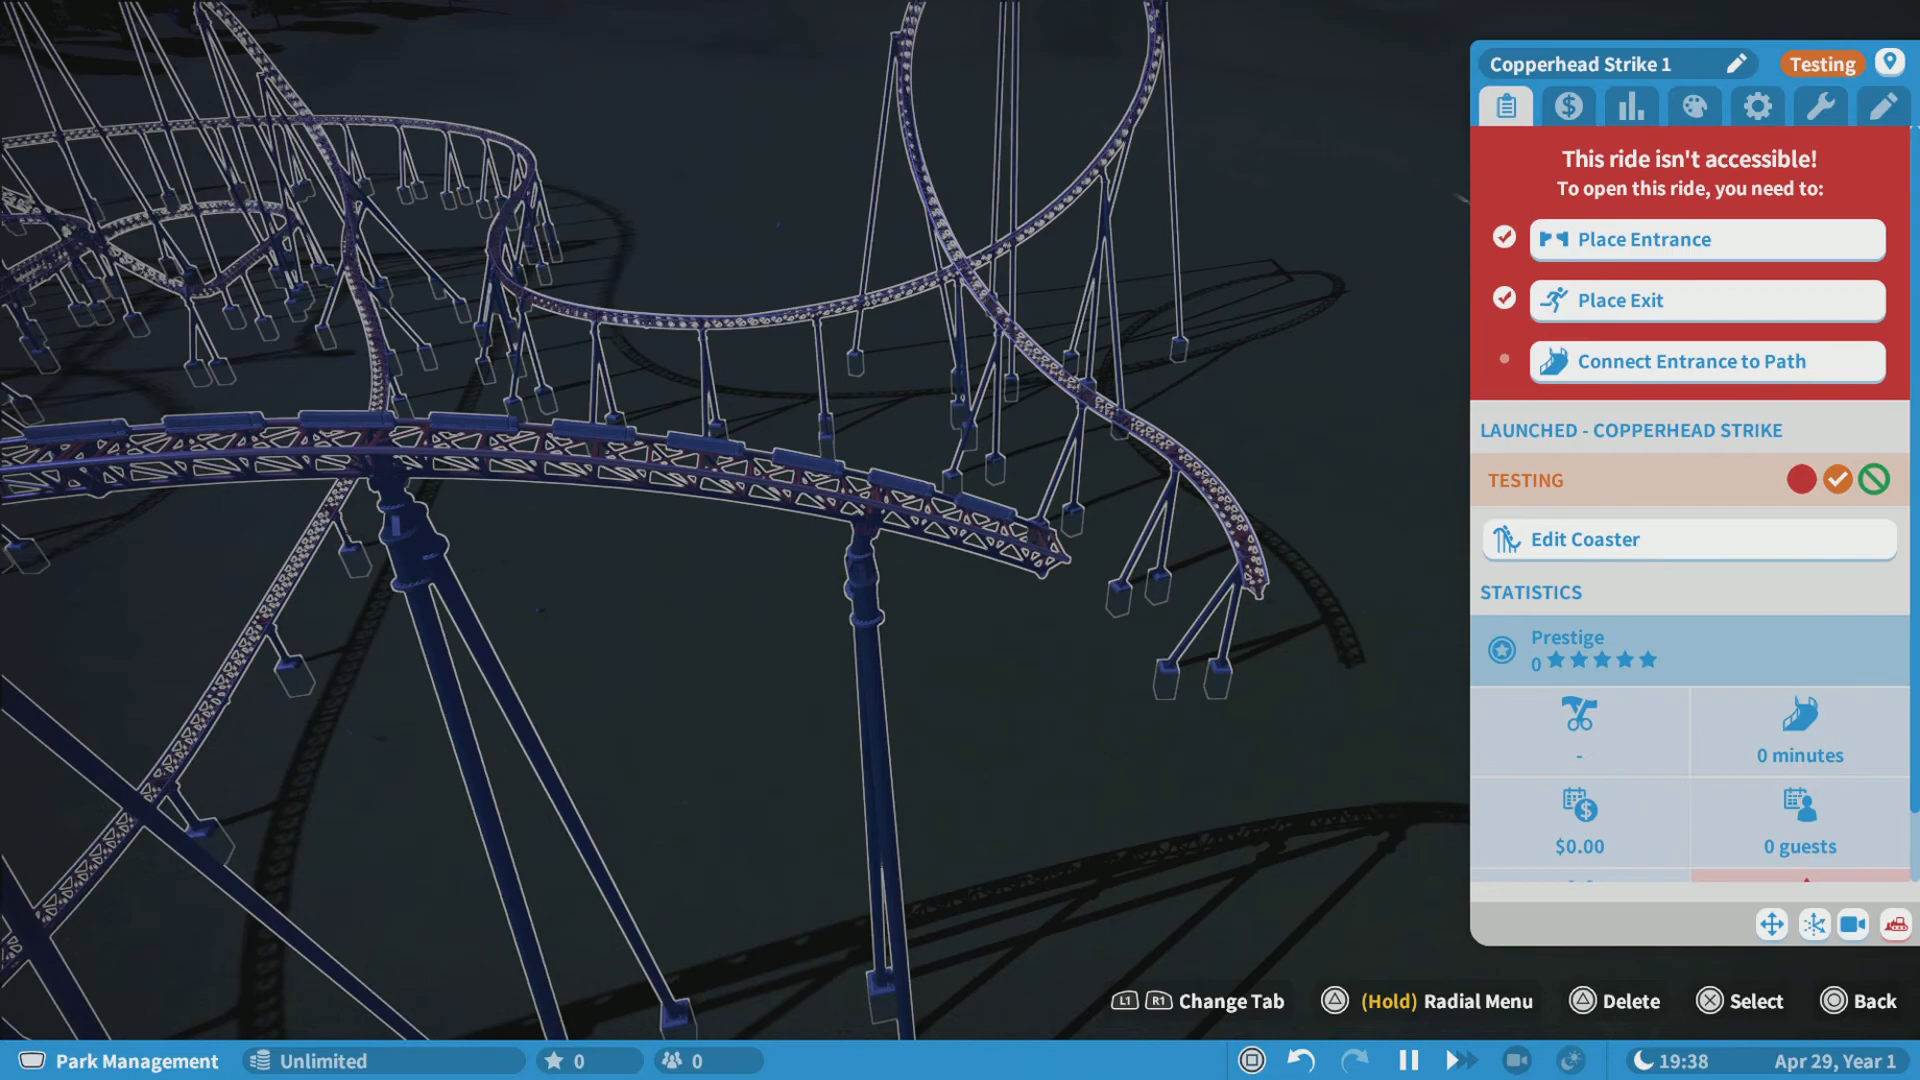 Copperhead Strike 1
Testing
This ride isn't accessible!
To open this ride, you need to:
Place Entrance
Place Exit
Connect Entrance to Path
LAUNCHED - COPPERHEAD STRIKE
TESTING
Edit Coaster
STATISTICS
Prestige
0
-
0 minutes
$0.00
0 guests
L1 R1 Change Tab
(Hold) Radial Menu
Delete
Select
Back
Park Management
Unlimited
0
0
19:38
Apr 29, Year 1